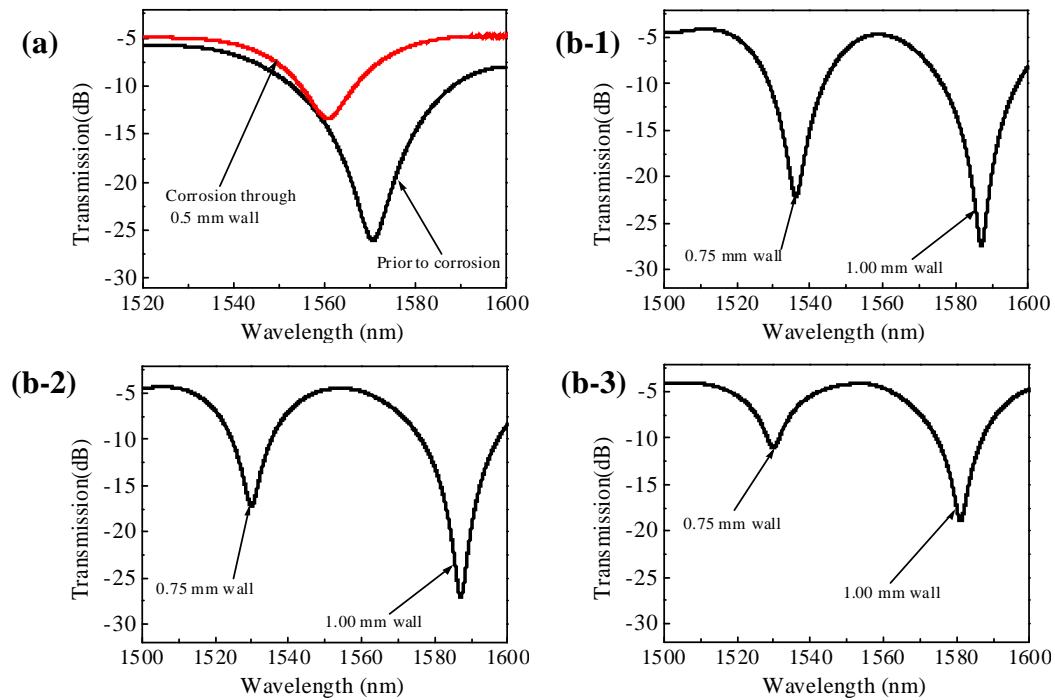 (a)
Transmission(dB)
-5
-10
-15
-20
-25
-30
Corrosion through
0.5 mm wall
Prior to corrosion
1520
1540
1560
1580
1600
Wavelength (nm)
(b-1)
Transmission(dB)
-5
-10
-15
-20
-25
-30
0.75 mm wall
1.00 mm wall
1500
1520
1540
1560
1580
1600
Wavelength (nm)
(b-2)
Transmission(dB)
-5
-10
-15
-20
-25
-30
0.75 mm wall
1.00 mm wall
1500
1520
1540
1560
1580
1600
Wavelength (nm)
(b-3)
Transmission(dB)
-5
-10
-15
-20
-25
-30
0.75 mm wall
1.00 mm wall
1500
1520
1540
1560
1580
1600
Wavelength (nm)